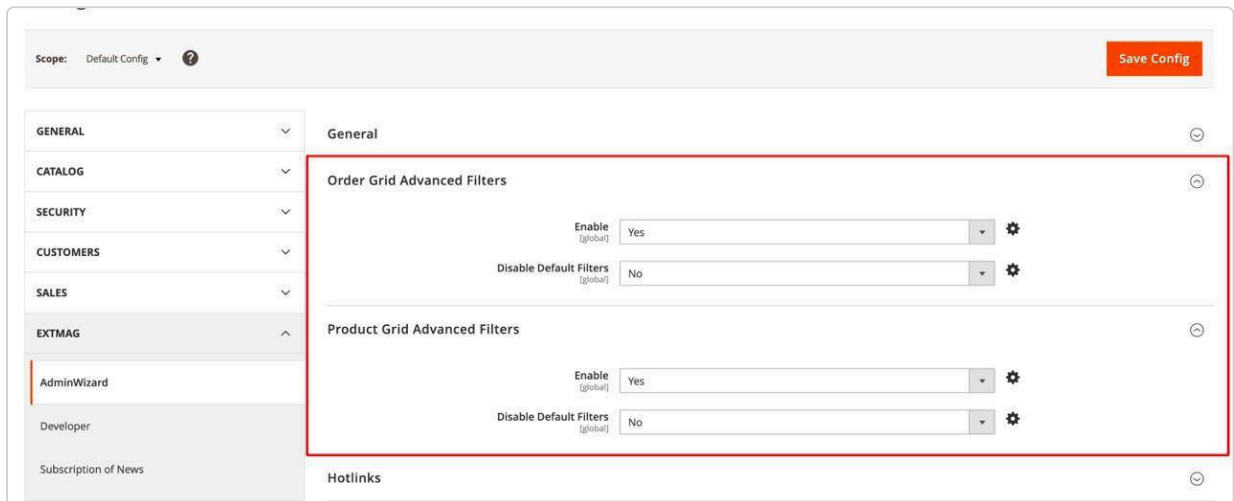 Scope: Default Config
Save Config
GENERAL
CATALOG
SECURITY
CUSTOMERS
SALES
EXTMAG
AdminWizard
Developer
Subscription of News
General
Order Grid Advanced Filters
Enable
[global]
Yes
Disable Default Filters
[global]
No
Product Grid Advanced Filters
Enable
[global]
Yes
Disable Default Filters
[global]
No
Hotlinks